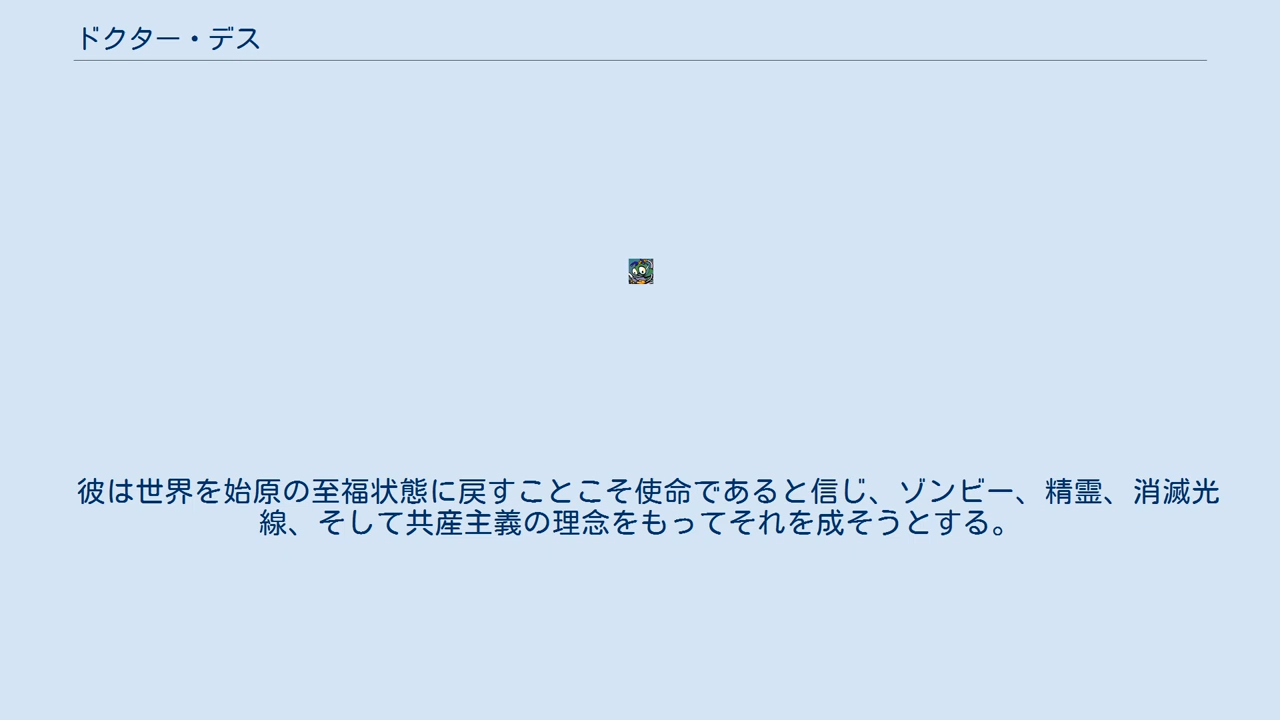 ドクター・デス
彼は世界を始原の至福状態に戻すことこそ使命であると信じ、ゾンビー、精霊、消滅光
線、そして共産主義の理念をもってそれを成そうとする。